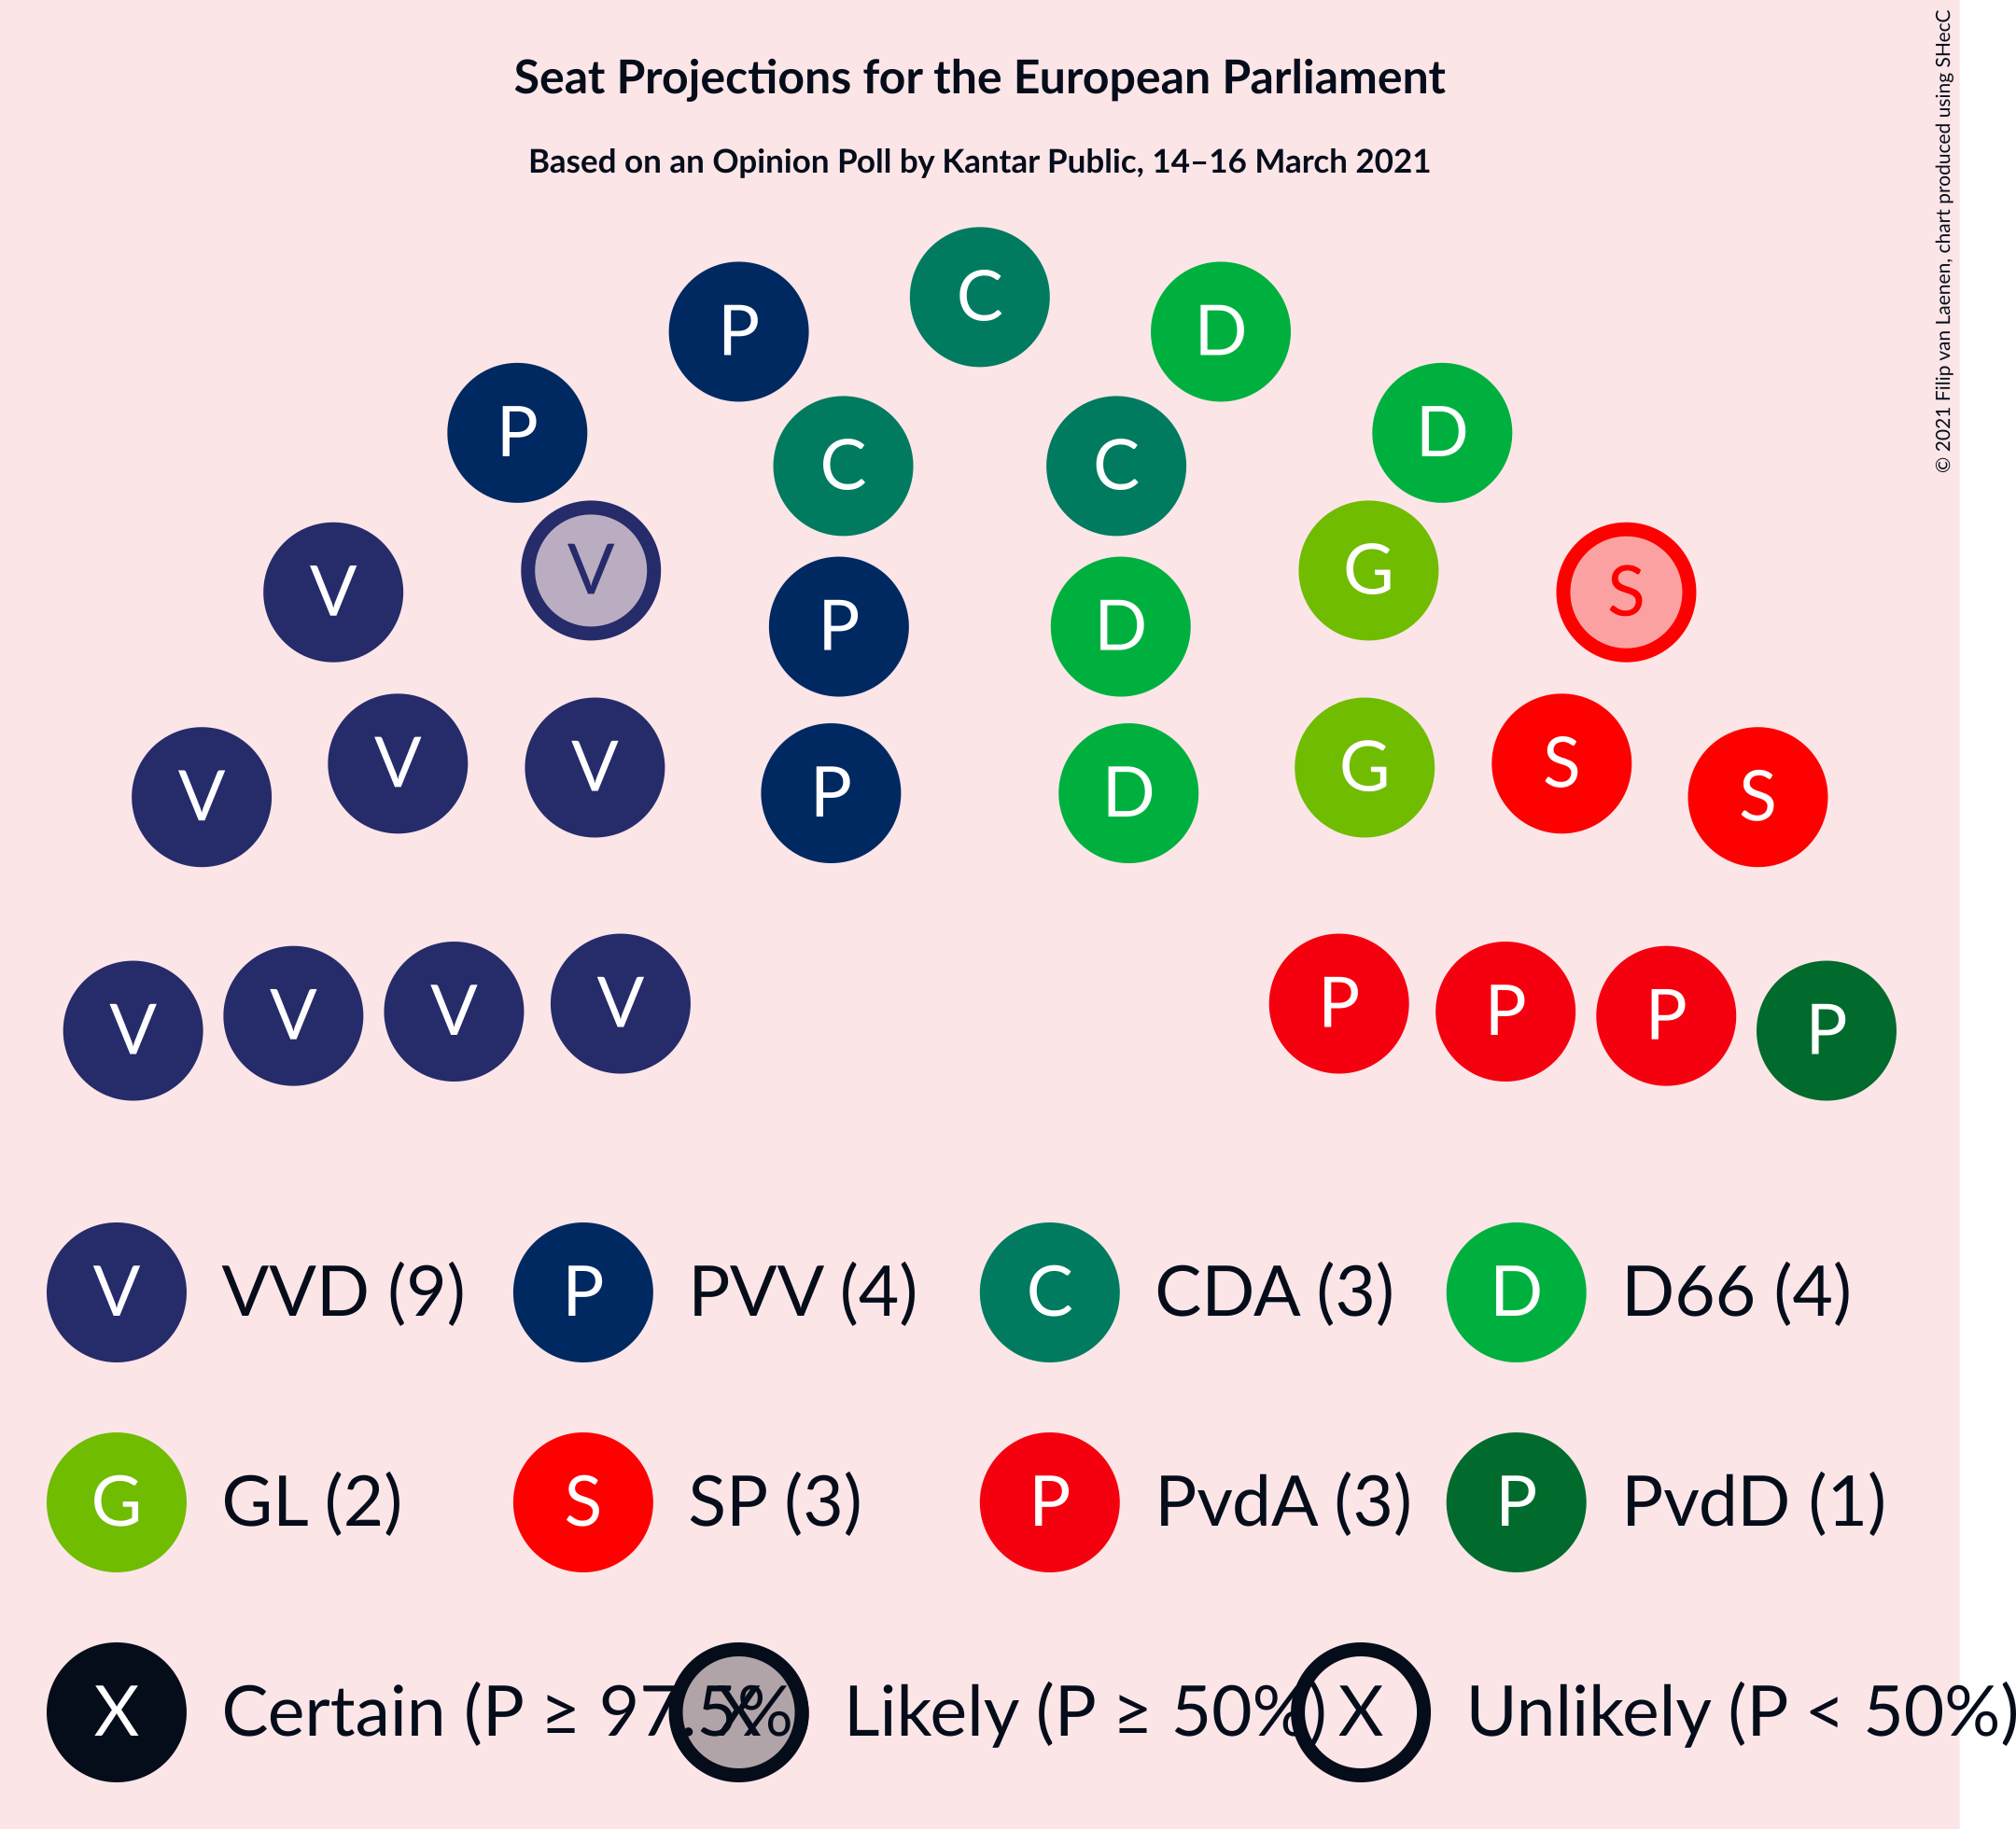 Seat Projections for the European Parliament
Based on an Opinion Poll by Kantar Public, 14–16 March 2021
© 2021 Filip van Laenen, chart produced using SHecC
C
P D
P D
C C
V G
V S
P D
V S
V V G
V S
P D
V P
V P
V P
V P
V VVD (9) P PVV (4) C CDA (3) D D66 (4)
G GL (2) S SP (3) P PvdA (3) P PvdD (1)
X Certain (P ≥ 97.5% X Likely (P ≥ 50%) X Unlikely (P < 50%)